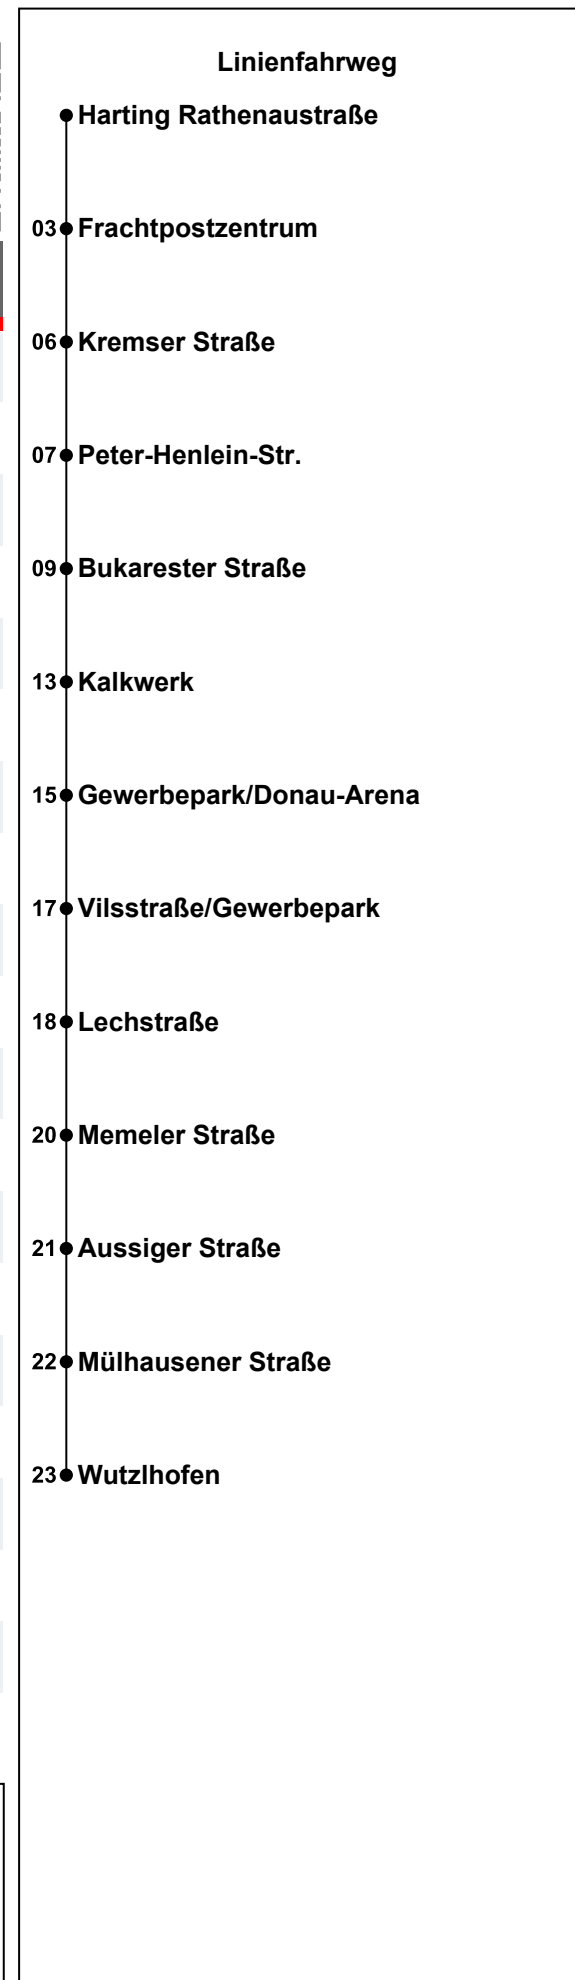 Linienfahrweg
Harting Rathenaustraße
03 Frachtpostzentrum
06 Kremser Straße
07 Peter-Henlein-Str.
09 Bukarester Straße
13 Kalkwerk
15 Gewerbepark/Donau-Arena
17 Vilsstraße/Gewerbepark
18 Lechstraße
20 Memeler Straße
21 Aussiger Straße
22 Mülhausener Straße
23 Wutzlhofen